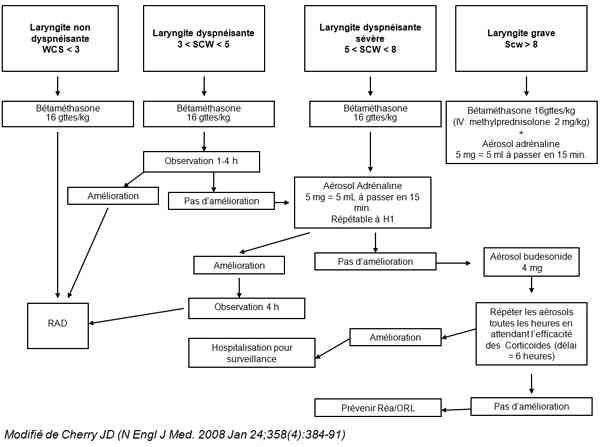 Laryngite non
dyspnéisante
WCS < 3
Laryngite dyspnéisante
3 < SCW < 5
Laryngite dyspnéisante
sévère
5 < SCW < 8
Laryngite grave
Scw > 8
Bétaméthasone
16 gttes/kg
Bétaméthasone
16 gttes/kg
Bétaméthasone
16 gttes/kg
Bétaméthasone 16gttes/kg
(IV: methylprednisolone 2 mg/kg)
+
Aérosol adrénaline
5 mg = 5 ml à passer en 15 min.
Observation 1-4 h
Amélioration
Pas d'amélioration
Aérosol Adrénaline
5 mg = 5 mL à passer en 15
min.
Répétable à H1
Amélioration
Pas d'amélioration
Aérosol budesonide
4 mg
Observation 4 h
RAD
Répéter les aérosols
toutes les heures en
attendant l'efficacité
des Corticoides (délai
= 6 heures)
Amélioration
Hospitalisation pour
surveillance
Pas d'amélioration
Prévenir Réa/ORL
Modifié de Cherry JD (N Engl J Med. 2008 Jan 24;358(4):384-91)